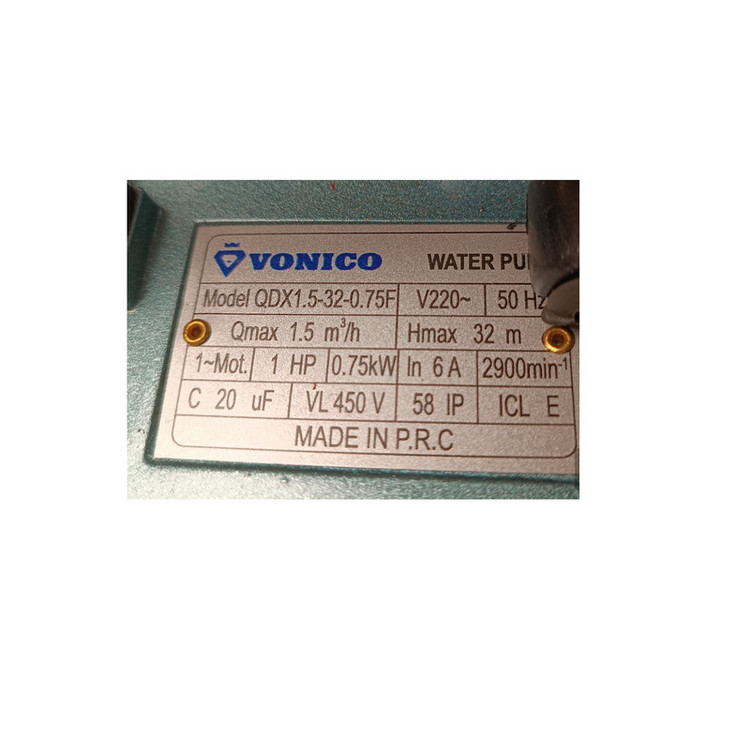 VONICO WATER
Model QDX1.5-32-0.75F V220~ 50 Hz
Qmax 1.5 m³/h Hmax 32 m
1~Mot. 1 HP 0.75kW In 6 A 2900min⁻¹
C 20 uF VL 450 V 58 IP ICL E
MADE IN P.R.C